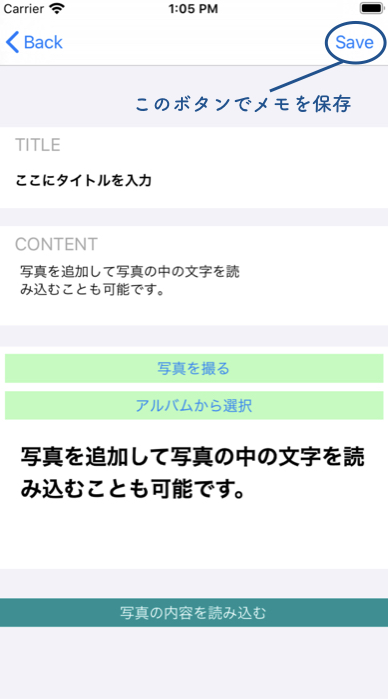 Carrier 1:05 PM
Back Save
このボタンでメモを保存
TITLE
ここにタイトルを入力
CONTENT
写真を追加して写真の中の文字を読
み込むことも可能です。
写真を撮る
アルバムから選択
写真を追加して写真の中の文字を読
み込むことも可能です。
写真の内容を読み込む